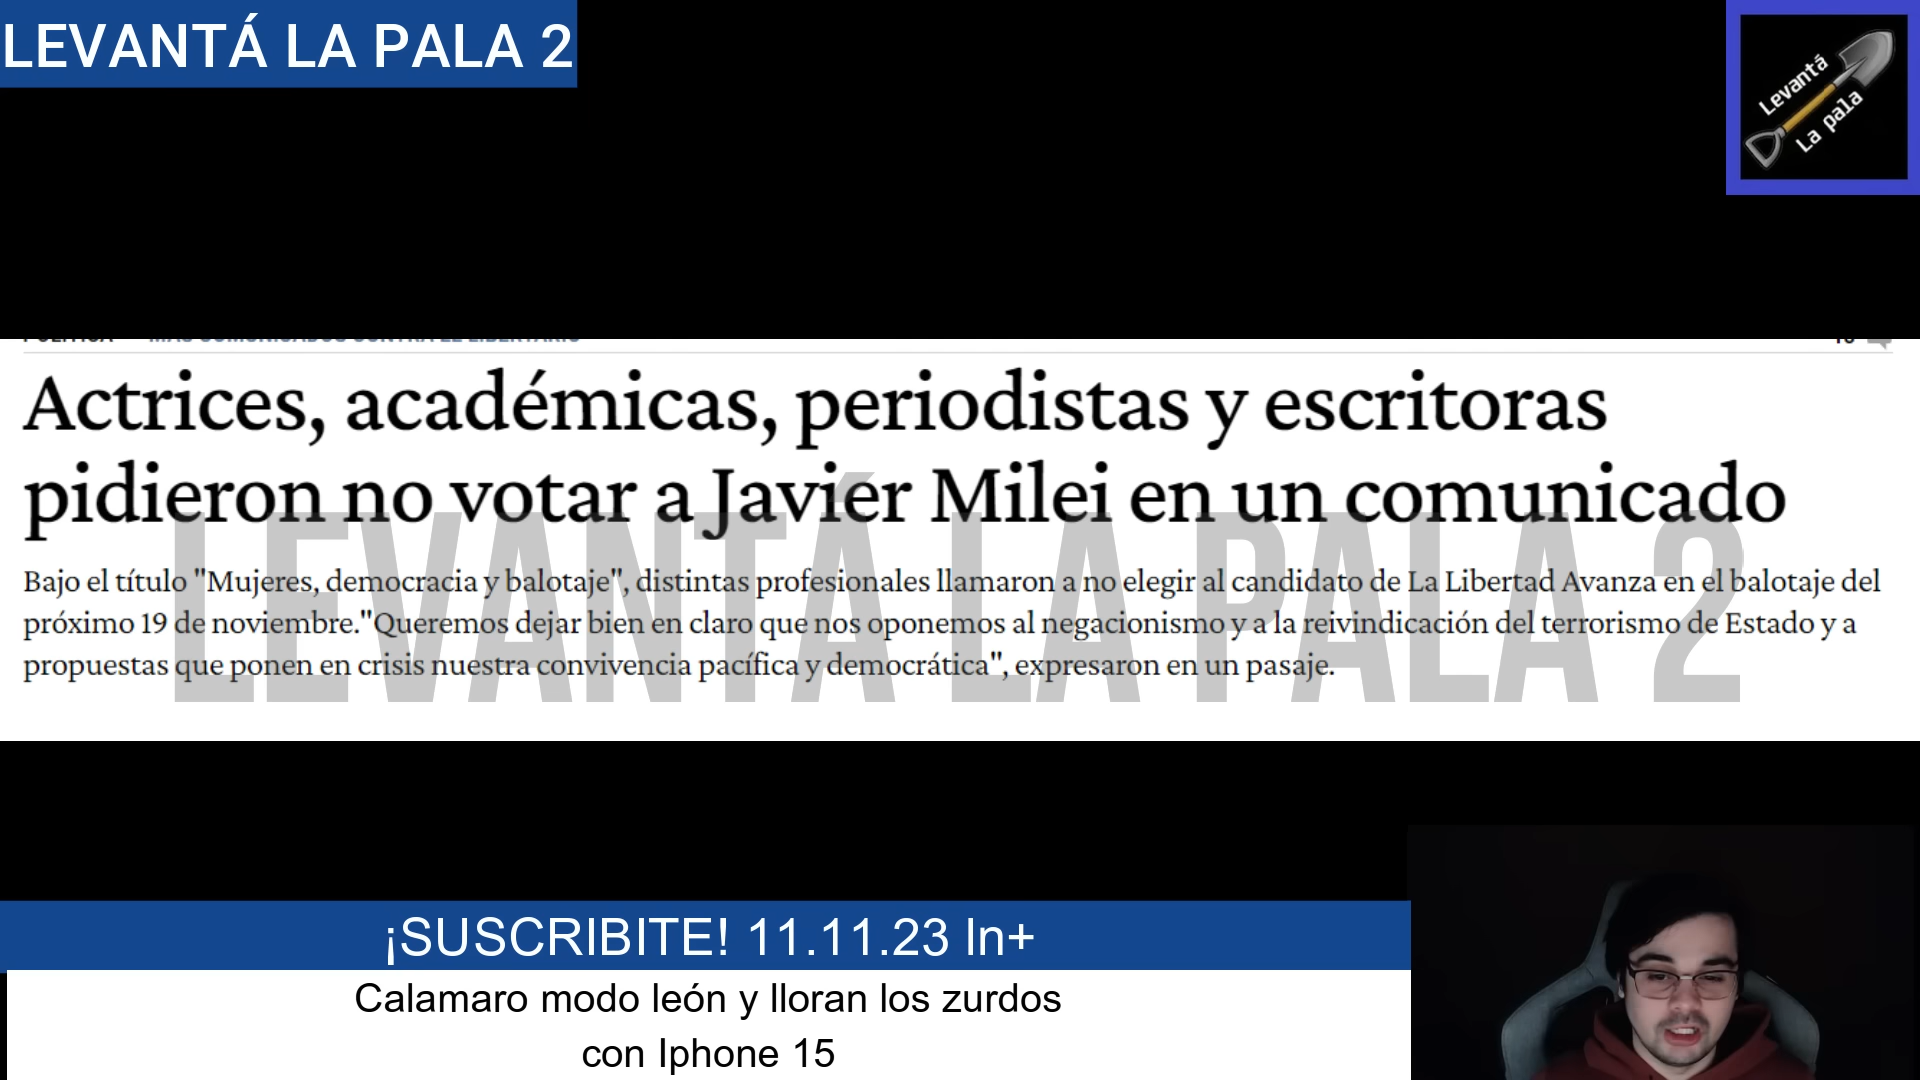 LEVANTÁ LA PALA 2
Levantá
La pala
Actrices, académicas, periodistas y escritoras
pidieron no votar a Javier Milei en un comunicado
LEVANTÁ LA PALA 2
Bajo el título "Mujeres, democracia y balotaje", distintas profesionales llamaron a no elegir al candidato de La Libertad Avanza en el balotaje del
próximo 19 de noviembre."Queremos dejar bien en claro que nos oponemos al negacionismo y a la reivindicación del terrorismo de Estado y a
propuestas que ponen en crisis nuestra convivencia pacífica y democrática", expresaron en un pasaje.
¡SUSCRIBITE! 11.11.23 ln+
Calamaro modo león y lloran los zurdos
con Iphone 15